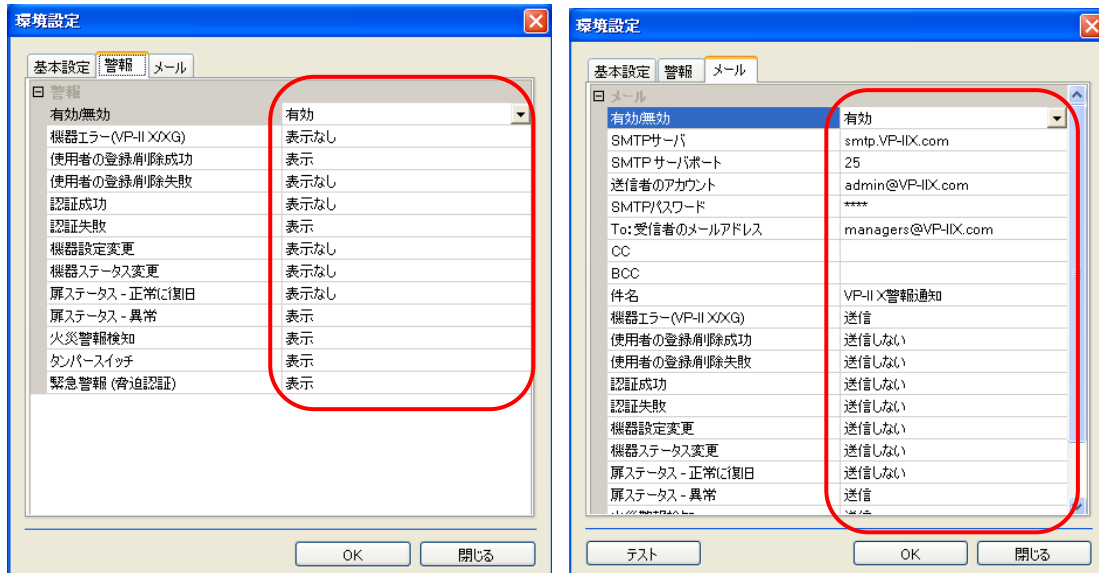 環境設定
基本設定 警報 メール
警報
有効/無効 有効
機器エラー(VP-II X/XG) 表示なし
使用者の登録/削除成功 表示
使用者の登録/削除失敗 表示なし
認証成功 表示なし
認証失敗 表示
機器設定変更 表示なし
機器ステータス変更 表示なし
扉ステータス - 正常に復旧 表示なし
扉ステータス - 異常 表示
火災警報検知 表示
タンパースイッチ 表示
緊急警報 (脅迫認証) 表示
OK 閉じる
環境設定
基本設定 警報 メール
メール
有効/無効 有効
SMTPサーバ smtp.VP-IIX.com
SMTP サーバポート 25
送信者のアカウント admin@VP-IIX.com
SMTPパスワード ****
To:受信者のメールアドレス managers@VP-IIX.com
CC
BCC
件名 VP-II X警報通知
機器エラー(VP-II X/XG) 送信
使用者の登録/削除成功 送信しない
使用者の登録/削除失敗 送信しない
認証成功 送信しない
認証失敗 送信しない
機器設定変更 送信しない
機器ステータス変更 送信しない
扉ステータス - 正常に復旧 送信しない
扉ステータス - 異常 送信
テスト OK 閉じる